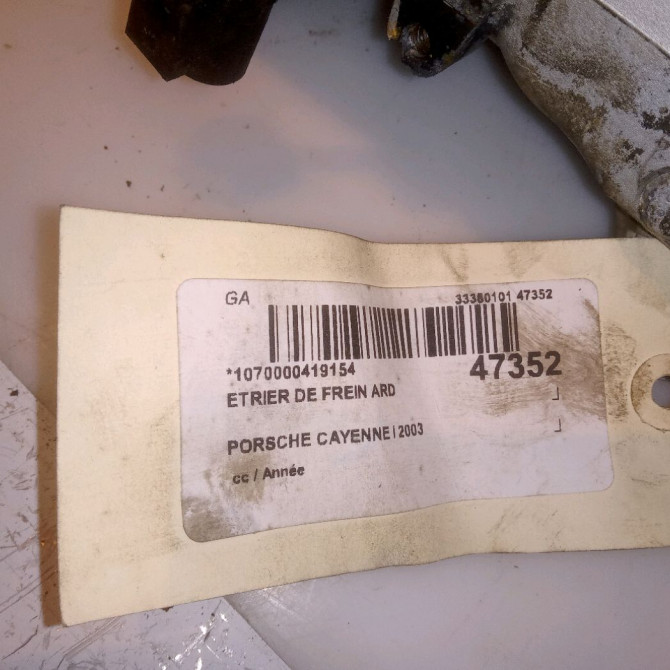 GA 33380101 47352
*1070000419154 47352
ETRIER DE FREIN ARD
PORSCHE CAYENNE I 2003
cc / Année